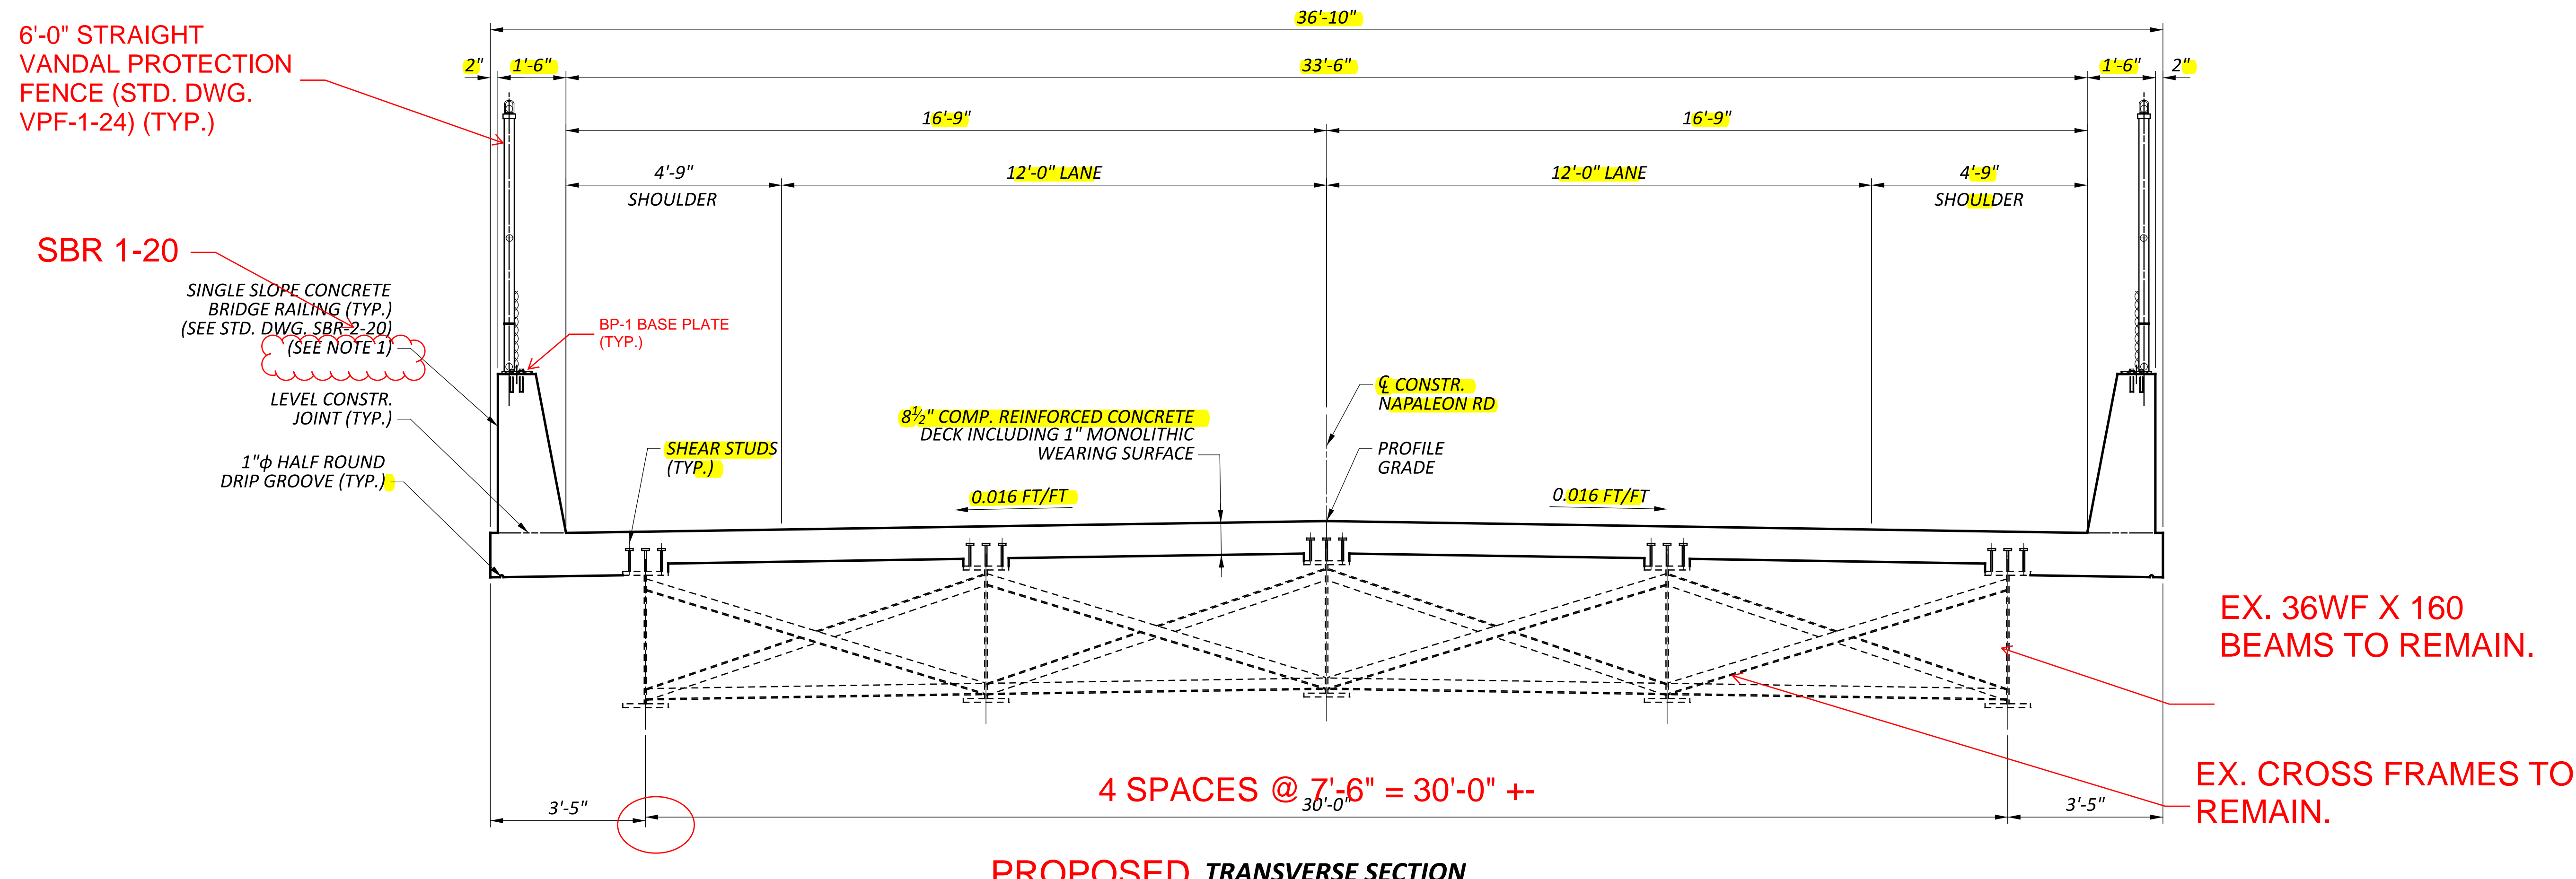 36'-10"
6'-0" STRAIGHT
VANDAL PROTECTION
FENCE (STD. DWG.
VPF-1-24) (TYP.)
2" 1'-6" 33'-6" 1'-6" 2"
16'-9" 16'-9"
4'-9" 12'-0" LANE 12'-0" LANE 4'-9"
SHOULDER SHOULDER
SBR 1-20
SINGLE SLOPE CONCRETE
BRIDGE RAILING (TYP.)
(SEE STD. DWG. SBR-2-20)
(SEE NOTE 1)
BP-1 BASE PLATE
(TYP.)
LEVEL CONSTR.
JOINT (TYP.)
1"ϕ HALF ROUND
DRIP GROOVE (TYP.)
SHEAR STUDS
(TYP.)
8½" COMP. REINFORCED CONCRETE
DECK INCLUDING 1" MONOLITHIC
WEARING SURFACE
℄ CONSTR.
NAPALEON RD
PROFILE
GRADE
0.016 FT/FT 0.016 FT/FT
EX. 36WF X 160
BEAMS TO REMAIN.
EX. CROSS FRAMES TO
REMAIN.
4 SPACES @ 7'-6" = 30'-0" +-
3'-5" 30'-0" 3'-5"
PROPOSED TRANSVERSE SECTION